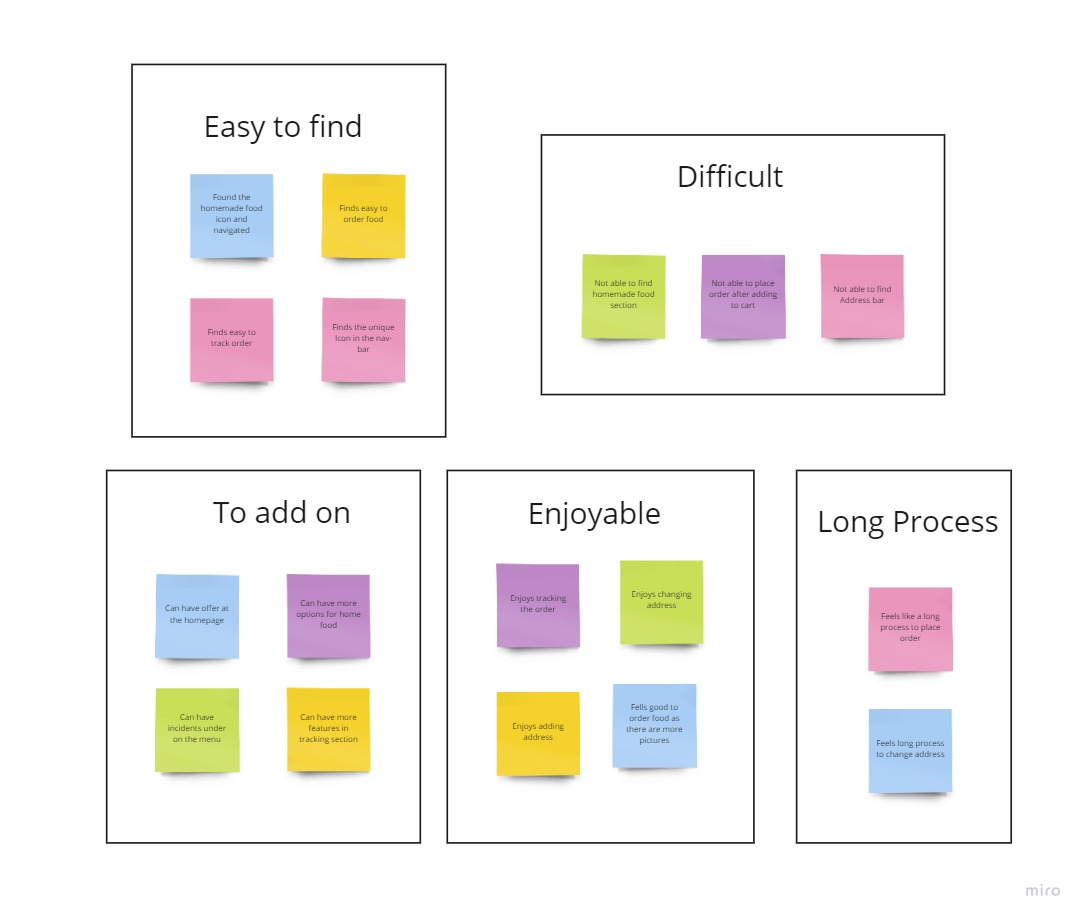 Easy to find
Found the
homemade food
icon and
navigated
Finds easy to
order food
Finds easy to
track order
Finds the unique
Icon in the nav-
bar
Difficult
Not able to find
homemade food
section
Not able to place
order after adding
to cart
Not able to find
Address bar
To add on
Can have offer at
the homepage
Can have more
options for home
food
Can have
incidents under
on the menu
Can have more
features in
tracking section
Enjoyable
Enjoys tracking
the order
Enjoys changing
address
Enjoys adding
address
Fells good to
order food as
there are more
pictures
Long Process
Feels like a long
process to place
order
Feels long process
to change address
miro